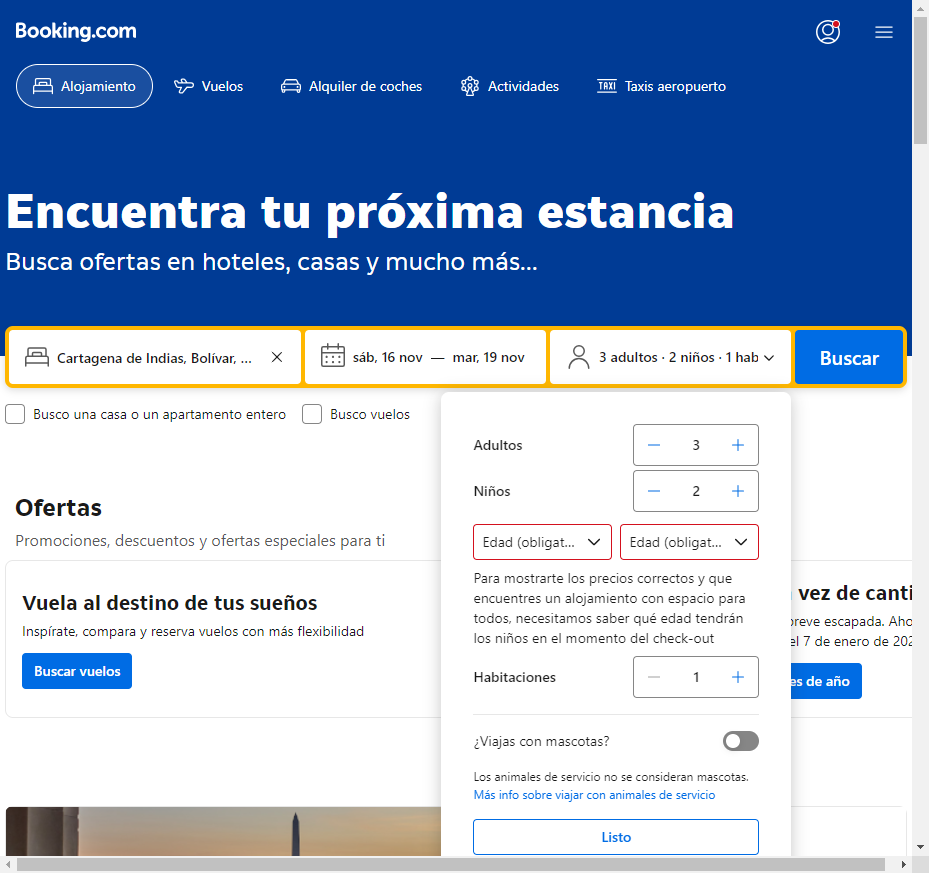 Booking.com
Alojamiento
Vuelos
Alquiler de coches
Actividades
TAXI
Taxis aeropuerto
Encuentra tu próxima estancia
Busca ofertas en hoteles, casas y mucho más...
Cartagena de Indias, Bolívar, ...
sáb, 16 nov — mar, 19 nov
3 adultos · 2 niños · 1 hab
Buscar
Busco una casa o un apartamento entero
Busco vuelos
Adultos
3
Niños
2
Edad (obligat...
Edad (obligat...
Para mostrarte los precios correctos y que
encuentres un alojamiento con espacio para
todos, necesitamos saber qué edad tendrán
los niños en el momento del check-out
Habitaciones
1
¿Viajas con mascotas?
Los animales de servicio no se consideran mascotas.
Más info sobre viajar con animales de servicio
Listo
Ofertas
Promociones, descuentos y ofertas especiales para ti
Vuela al destino de tus sueños
Inspírate, compara y reserva vuelos con más flexibilidad
Buscar vuelos
vez de canti
breve escapada. Aho
el 7 de enero de 202
es de año